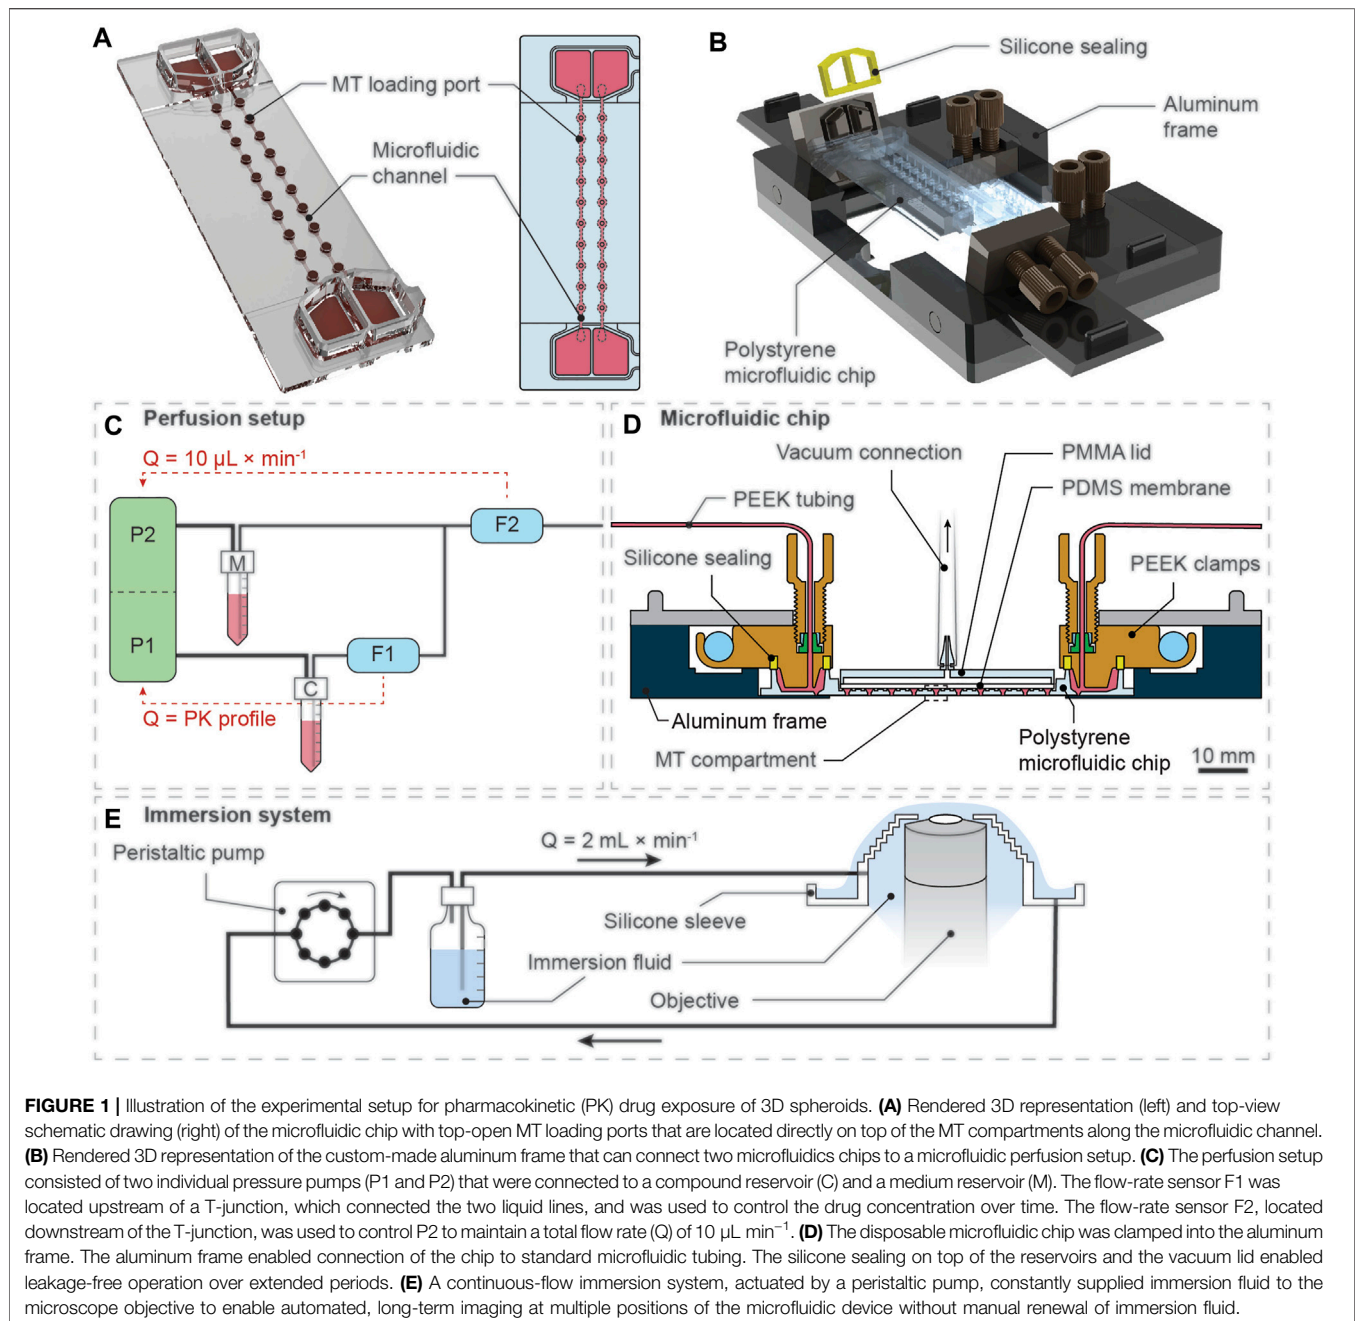 A
MT loading port
Microfluidic
channel
B
Silicone sealing
Aluminum
frame
Polystyrene
microfluidic chip
C Perfusion setup
Q = 10 µL × min⁻¹
P2
M
F2
P1
F1
C
Q = PK profile
D Microfluidic chip
Vacuum connection
PMMA lid
PEEK tubing
PDMS membrane
Silicone sealing
PEEK clamps
Aluminum frame
MT compartment
Polystyrene
microfluidic chip
10 mm
E Immersion system
Peristaltic pump
Q = 2 mL × min⁻¹
Silicone sleeve
Immersion fluid
Objective
FIGURE 1 | Illustration of the experimental setup for pharmacokinetic (PK) drug exposure of 3D spheroids. (A) Rendered 3D representation (left) and top-view
schematic drawing (right) of the microfluidic chip with top-open MT loading ports that are located directly on top of the MT compartments along the microfluidic channel.
(B) Rendered 3D representation of the custom-made aluminum frame that can connect two microfluidics chips to a microfluidic perfusion setup. (C) The perfusion setup
consisted of two individual pressure pumps (P1 and P2) that were connected to a compound reservoir (C) and a medium reservoir (M). The flow-rate sensor F1 was
located upstream of a T-junction, which connected the two liquid lines, and was used to control the drug concentration over time. The flow-rate sensor F2, located
downstream of the T-junction, was used to control P2 to maintain a total flow rate (Q) of 10 µL min⁻¹. (D) The disposable microfluidic chip was clamped into the aluminum
frame. The aluminum frame enabled connection of the chip to standard microfluidic tubing. The silicone sealing on top of the reservoirs and the vacuum lid enabled
leakage-free operation over extended periods. (E) A continuous-flow immersion system, actuated by a peristaltic pump, constantly supplied immersion fluid to the
microscope objective to enable automated, long-term imaging at multiple positions of the microfluidic device without manual renewal of immersion fluid.